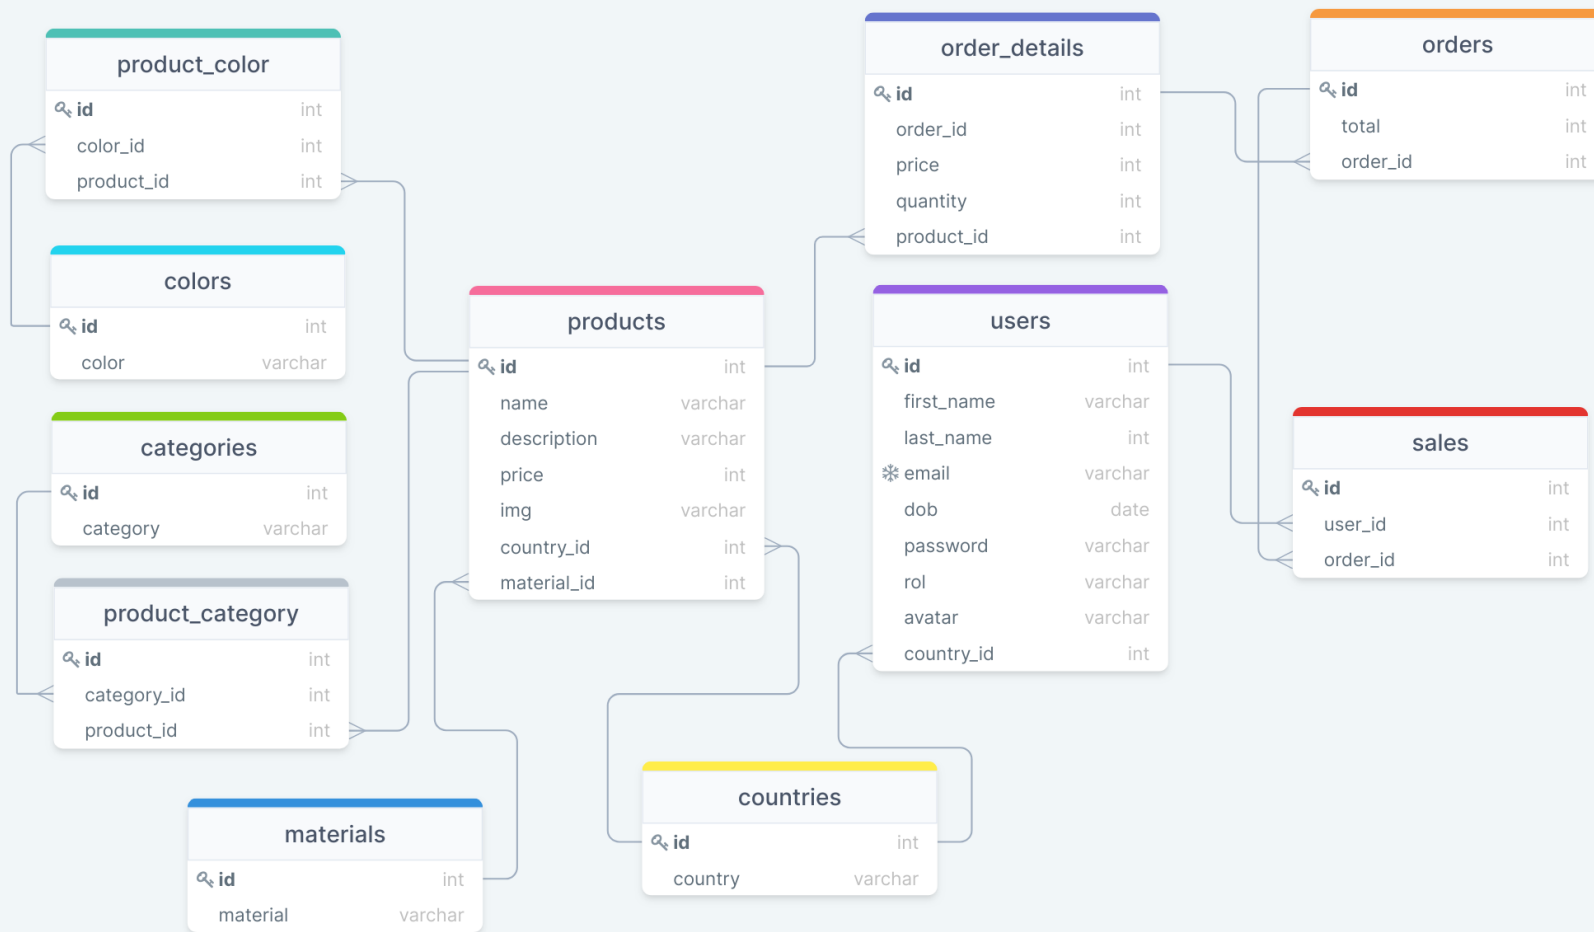 product_color
id int
color_id int
product_id int
colors
id int
color varchar
categories
id int
category varchar
product_category
id int
category_id int
product_id int
materials
id int
material varchar
products
id int
name varchar
description varchar
price int
img varchar
country_id int
material_id int
countries
id int
country varchar
order_details
id int
order_id int
price int
quantity int
product_id int
users
id int
first_name varchar
last_name int
email varchar
dob date
password varchar
rol varchar
avatar varchar
country_id int
orders
id int
total int
order_id int
sales
id int
user_id int
order_id int